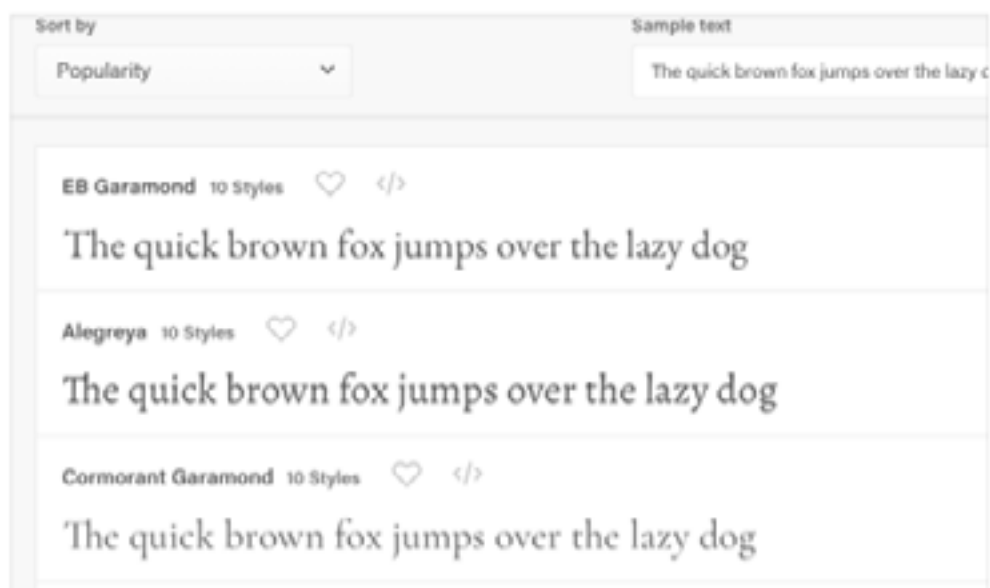 Sort by
Sample text
Popularity
The quick brown fox jumps over the lazy
EB Garamond 10 Styles </>
The quick brown fox jumps over the lazy dog
Alegreya 10 Styles </>
The quick brown fox jumps over the lazy dog
Cormorant Garamond 10 Styles </>
The quick brown fox jumps over the lazy dog